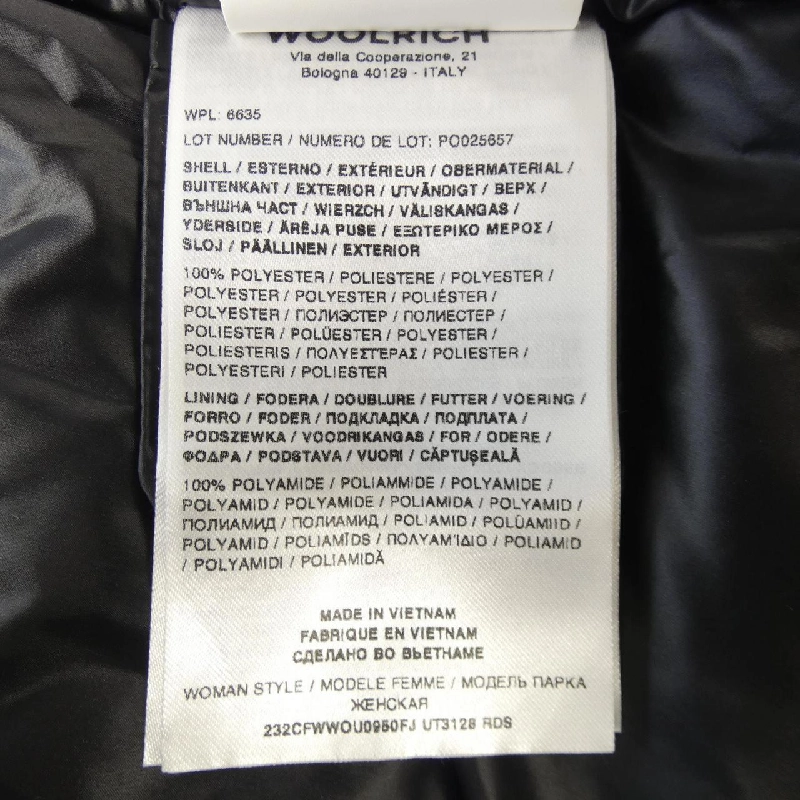 WOOLRICH
Via della Cooperazione, 21
Bologna 40129 - ITALY
WPL: 6635
LOT NUMBER / NUMERO DE LOT: PO025657
SHELL / ESTERNO / EXTÉRIEUR / OBERMATERIAL /
BUITENKANT / EXTERIOR / UTVÄNDIGT / ВЕРХ /
ВЪНШНА ЧАСТ / WIERZCH / VÄLISKANGAS /
YDERSIDE / ĀRĒJA PUSE / ΕΞΩΤΕΡΙΚΟ ΜΕΡΟΣ /
SLOJ / PÄÄLLINEN / EXTERIOR
100% POLYESTER / POLIESTERE / POLYESTER /
POLYESTER / POLYESTER / POLIÉSTER /
POLYESTER / ПОЛИЭСТЕР / ПОЛИЕСТЕР /
POLIESTER / POLÜESTER / POLYESTER /
POLIESTERIS / ΠΟΛΥΕΣΤΕΡΑΣ / POLIESTER /
POLYESTERI / POLIESTER
LINING / FODERA / DOUBLURE / FUTTER / VOERING /
FORRO / FODER / ПОДКЛАДКА / ПОДПЛАТА /
PODSZEWKA / VOODRIKANGAS / FOR / ODERE /
ΦΟΔΡΑ / PODSTAVA / VUORI / CĂPTUȘEALĂ
100% POLYAMIDE / POLIAMMIDE / POLYAMIDE /
POLYAMID / POLYAMIDE / POLIAMIDA / POLYAMID /
ПОЛИАМИД / ПОЛИАМИД / POLIAMID / POLÜAMIID /
POLYAMID / POLIAMĪDS / ΠΟΛΥΑΜΊΔΙΟ / POLIAMID
/ POLYAMIDI / POLIAMIDĂ
MADE IN VIETNAM
FABRIQUE EN VIETNAM
СДЕЛАНО ВО ВЬЕТНАМЕ
WOMAN STYLE / MODELE FEMME / МОДЕЛЬ ПАРКА
ЖЕНСКАЯ
232CFWWOU0950FJ UT3128 RDS